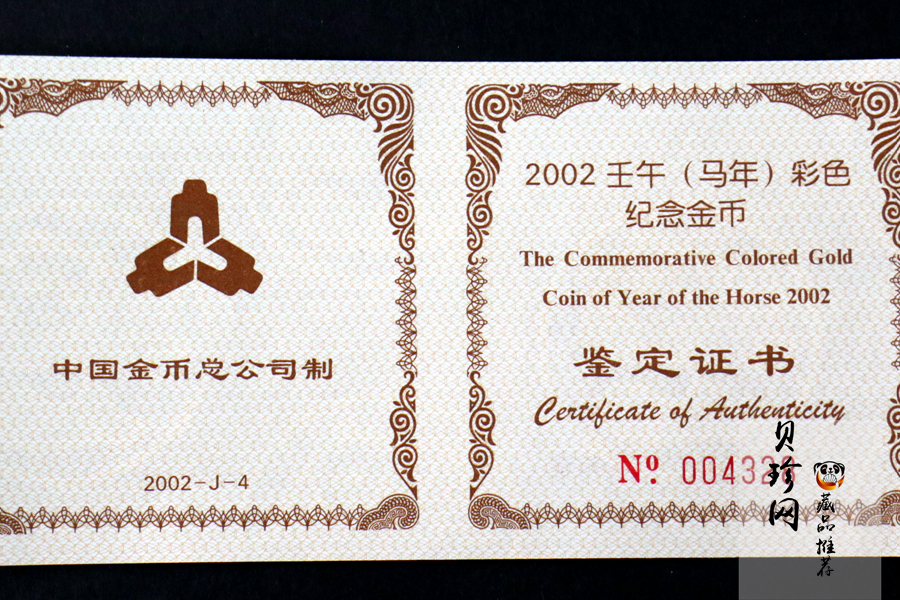 中国金币总公司制
2002-J-4
2002 壬午（马年）彩色
纪念金币
The Commemorative Colored Gold
Coin of Year of the Horse 2002
鉴定证书
Certificate of Authenticity
Nº 00432
贝珍网
藏品推荐